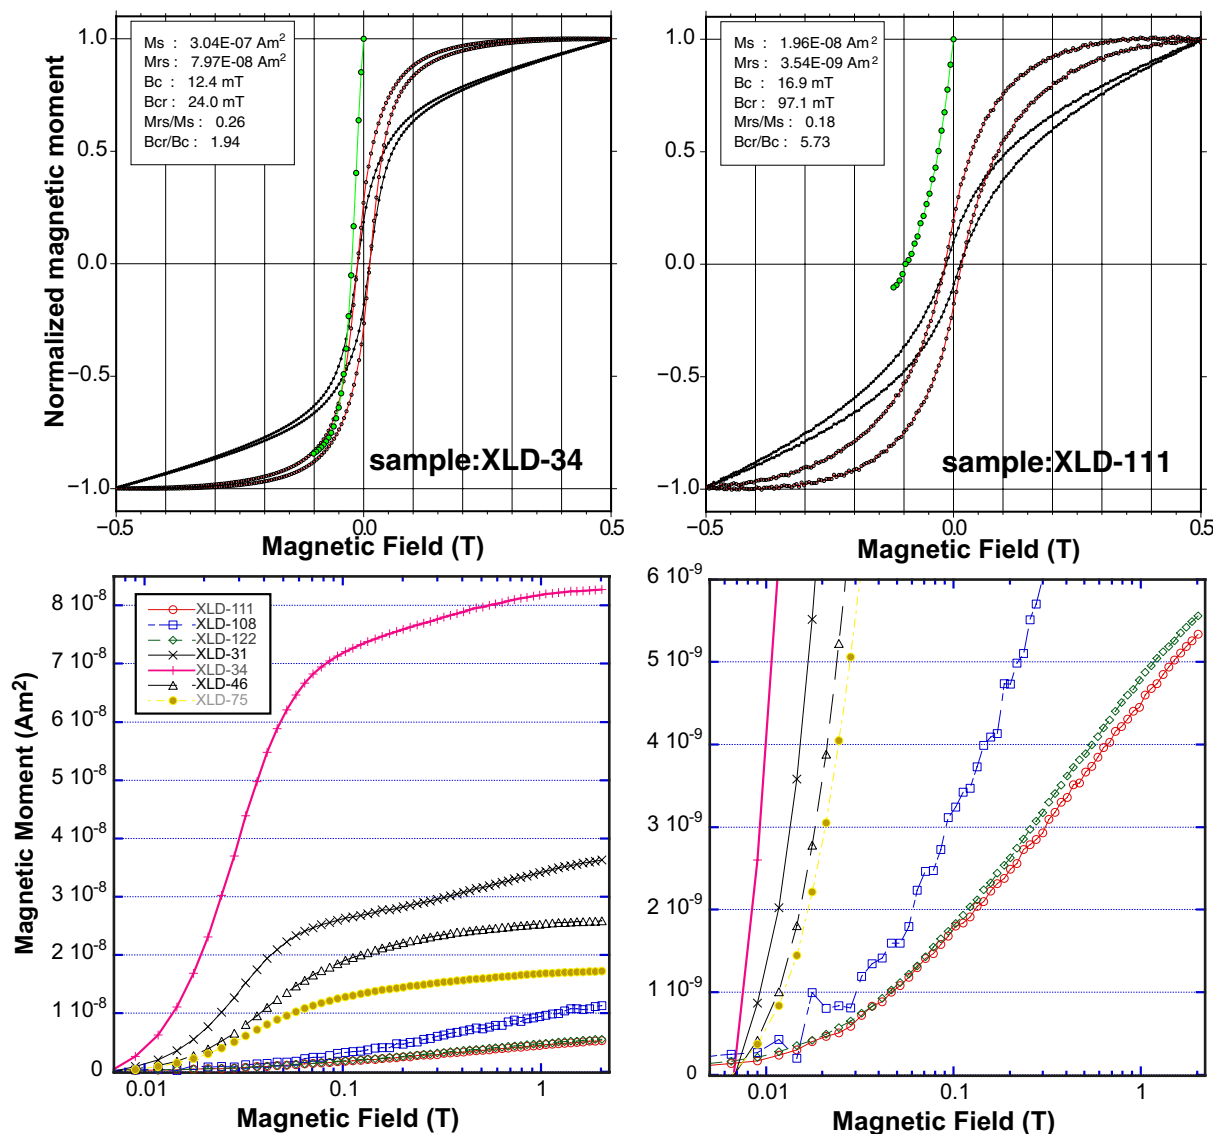 Ms : 3.04E-07 Am2
Mrs : 7.97E-08 Am2
Bc : 12.4 mT
Bcr : 24.0 mT
Mrs/Ms : 0.26
Bcr/Bc : 1.94
1.0
0.5
0.0
−0.5
−1.0
Normalized magnetic moment
sample:XLD-34
−0.5
0.0
0.5
Magnetic Field (T)
Ms : 1.96E-08 Am2
Mrs : 3.54E-09 Am2
Bc : 16.9 mT
Bcr : 97.1 mT
Mrs/Ms : 0.18
Bcr/Bc : 5.73
1.0
0.5
0.0
−0.5
−1.0
sample:XLD-111
−0.5
0.0
0.5
Magnetic Field (T)
8 10-8
7 10-8
6 10-8
5 10-8
4 10-8
3 10-8
2 10-8
1 10-8
0
Magnetic Moment (Am2)
XLD-111
XLD-108
XLD-122
XLD-31
XLD-34
XLD-46
XLD-75
0.01
0.1
1
Magnetic Field (T)
6 10-9
5 10-9
4 10-9
3 10-9
2 10-9
1 10-9
0
0.01
0.1
1
Magnetic Field (T)